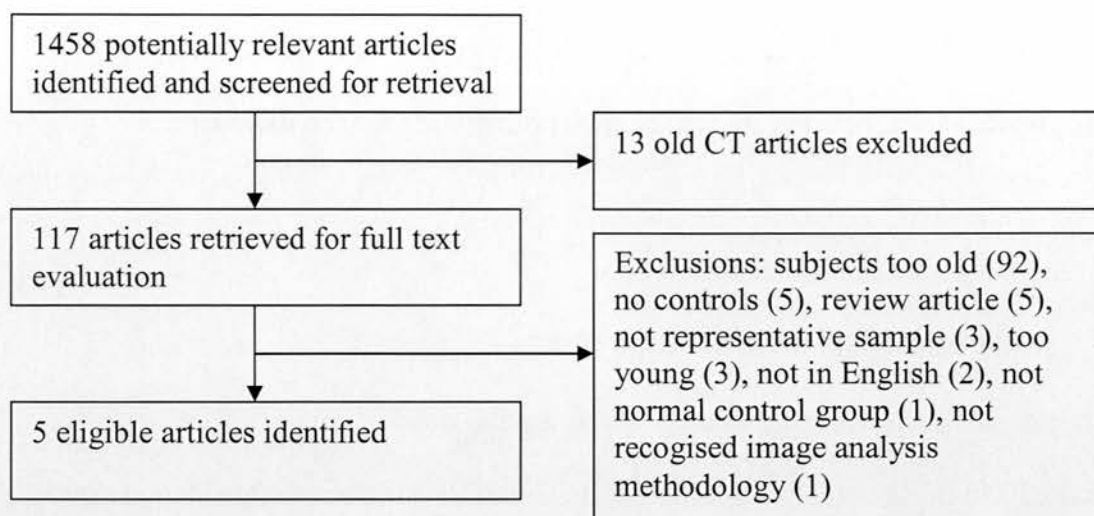 1458 potentially relevant articles
identified and screened for retrieval
13 old CT articles excluded
117 articles retrieved for full text
evaluation
Exclusions: subjects too old (92),
no controls (5), review article (5),
not representative sample (3), too
young (3), not in English (2), not
normal control group (1), not
recogised image analysis
methodology (1)
5 eligible articles identified